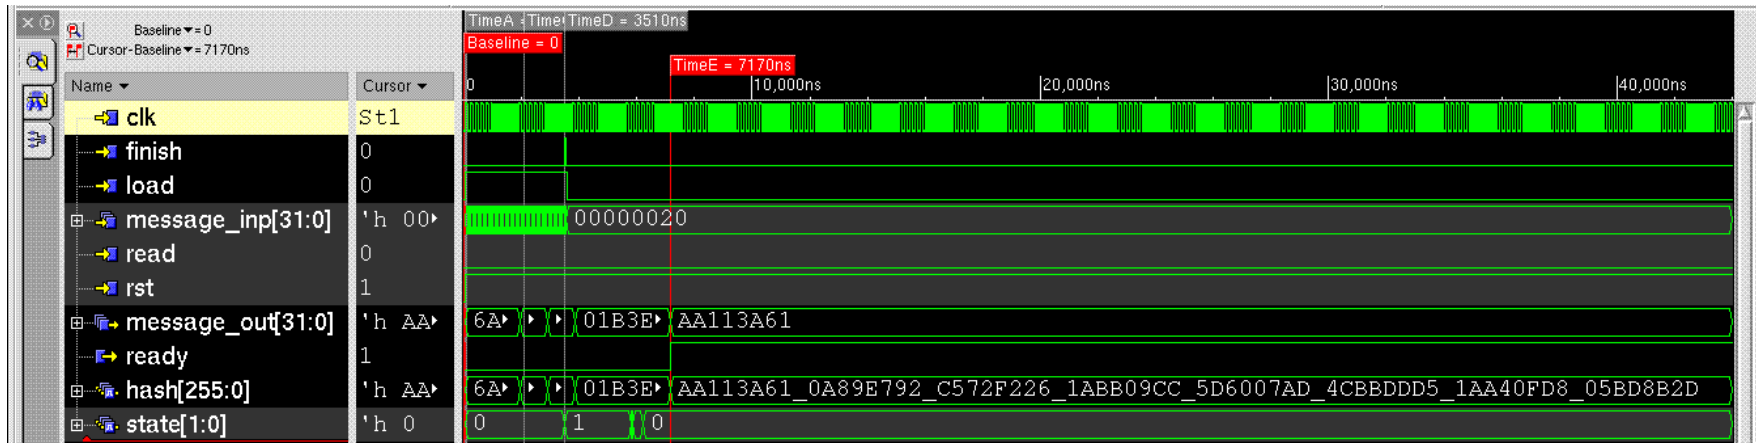 TimeA = Time TimeD = 3510ns
Baseline ▾= 0
Baseline = 0
Cursor-Baseline ▾= 7170ns
TimeE = 7170ns
Name ▾ Cursor ▾ 0 10,000ns 20,000ns 30,000ns 40,000ns
clk St1
finish 0
load 0
message_inp[31:0] 'h 00 00000020
read 0
rst 1
message_out[31:0] 'h AA 6A 01B3E AA113A61
ready 1
hash[255:0] 'h AA 6A 01B3E AA113A61_0A89E792_C572F226_1ABB09CC_5D6007AD_4CBBDDD5_1AA40FD8_05BD8B2D
state[1:0] 'h 0 0 1 0